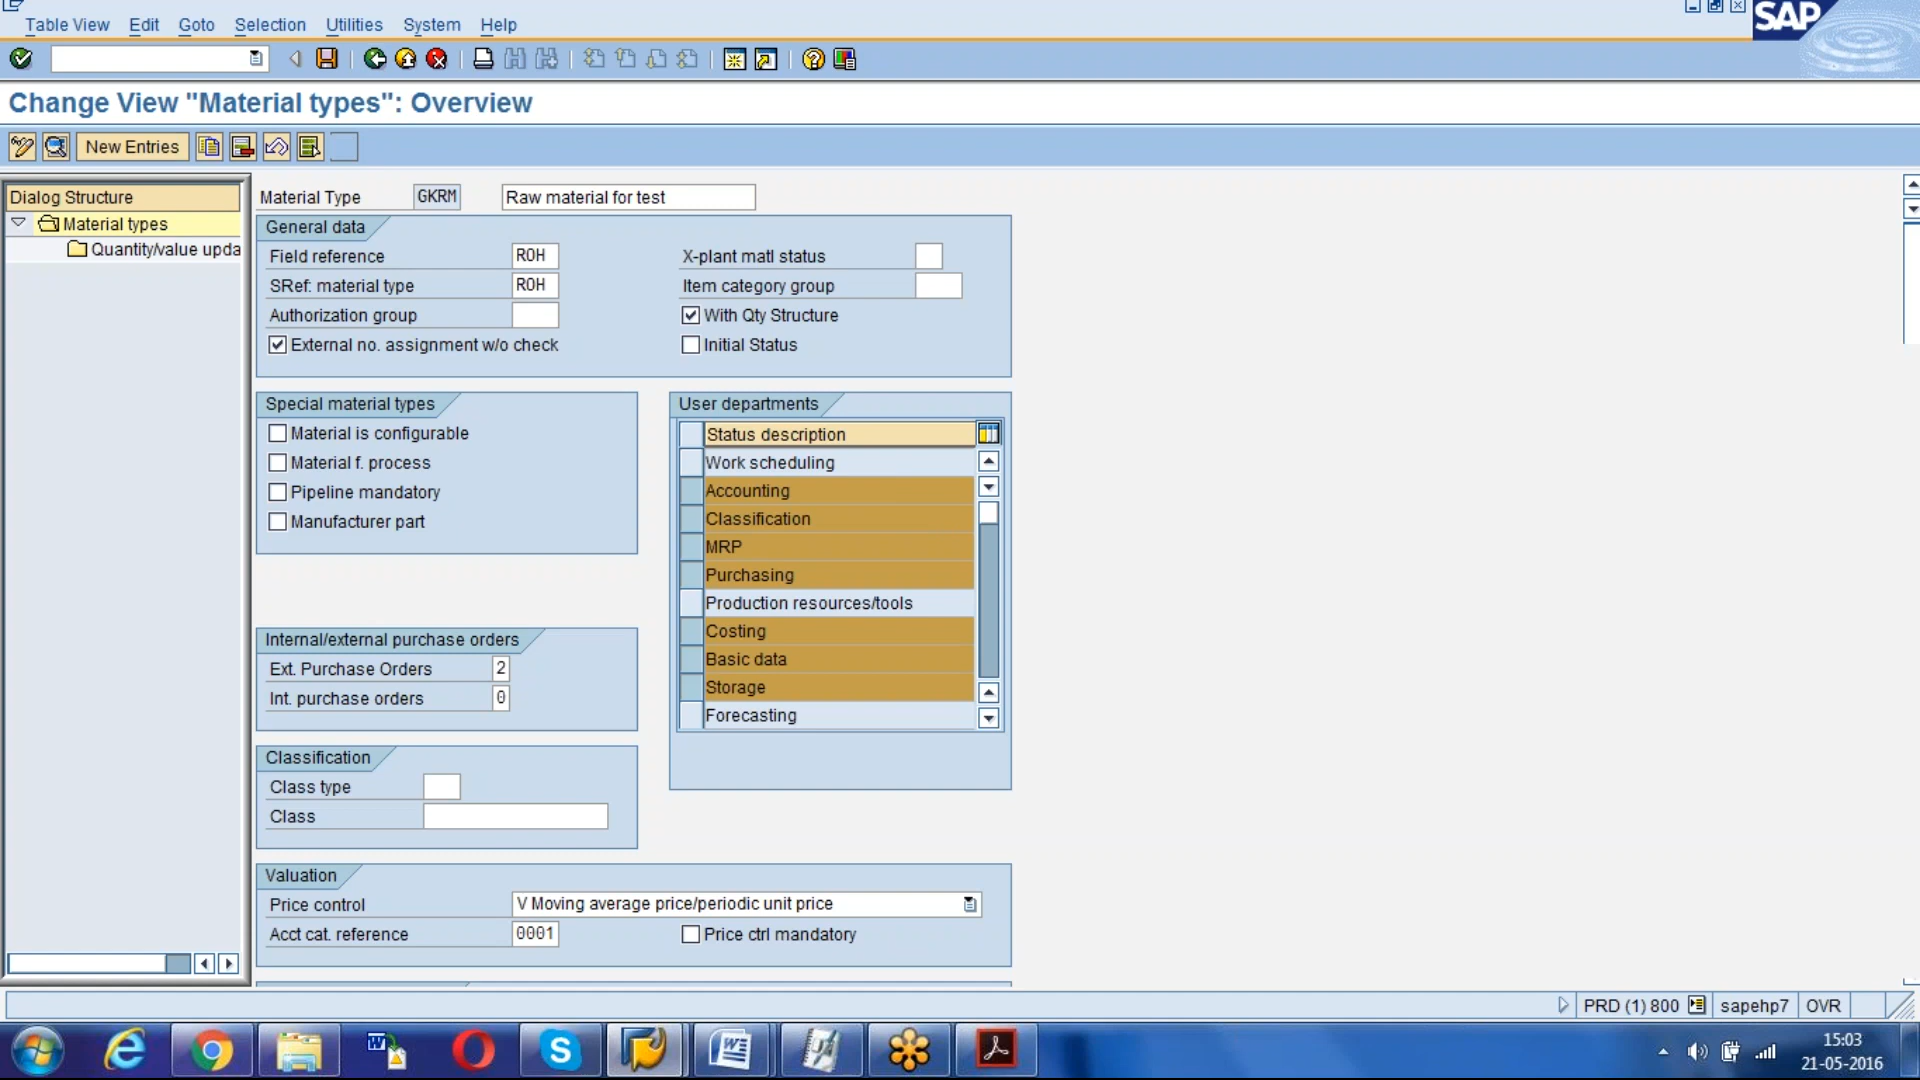 Table View Edit Goto Selection Utilities System Help
SAP
Change View "Material types": Overview
New Entries
Dialog Structure
Material types
Quantity/value upda
Material Type GKRM Raw material for test
General data
Field reference ROH X-plant matl status
SRef: material type ROH Item category group
Authorization group With Qty Structure
External no. assignment w/o check Initial Status
Special material types
Material is configurable
Material f. process
Pipeline mandatory
Manufacturer part
User departments
Status description
Work scheduling
Accounting
Classification
MRP
Purchasing
Production resources/tools
Costing
Basic data
Storage
Forecasting
Internal/external purchase orders
Ext. Purchase Orders 2
Int. purchase orders 0
Classification
Class type
Class
Valuation
Price control V Moving average price/periodic unit price
Acct cat. reference 0001 Price ctrl mandatory
PRD (1) 800 sapehp7 OVR
15:03
21-05-2016